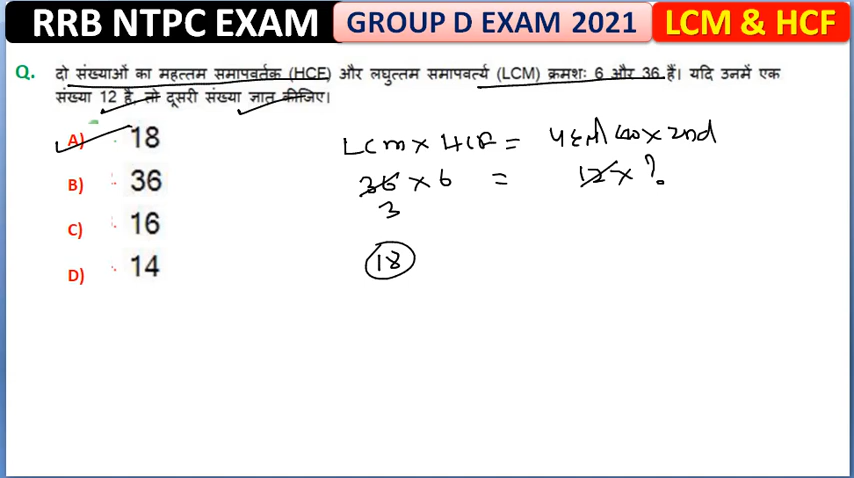 RRB NTPC EXAM GROUP D EXAM 2021 LCM & HCF
Q. दो संख्याओं का महत्तम समापवर्तक (HCF) और लघुत्तम समापवर्त्य (LCM) क्रमशः 6 और 36 हैं। यदि उनमें एक
संख्या 12 है, तो दूसरी संख्या ज्ञात कीजिए।
A) 18
B) 36
C) 16
D) 14
LCM × HCF = × 2nd
36 × 6 = 12 × ?
3
18